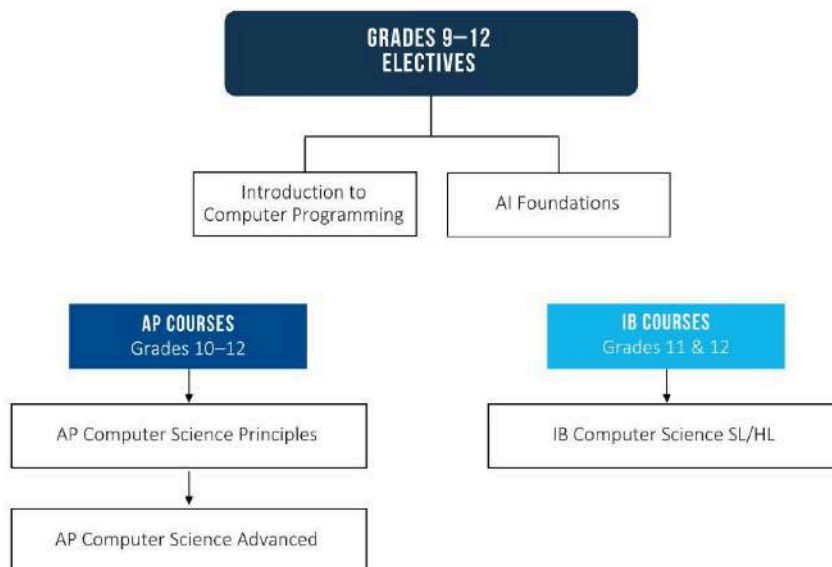 GRADES 9–12
ELECTIVES
Introduction to
Computer Programming
AI Foundations
AP COURSES
Grades 10–12
IB COURSES
Grades 11 & 12
AP Computer Science Principles
IB Computer Science SL/HL
AP Computer Science Advanced